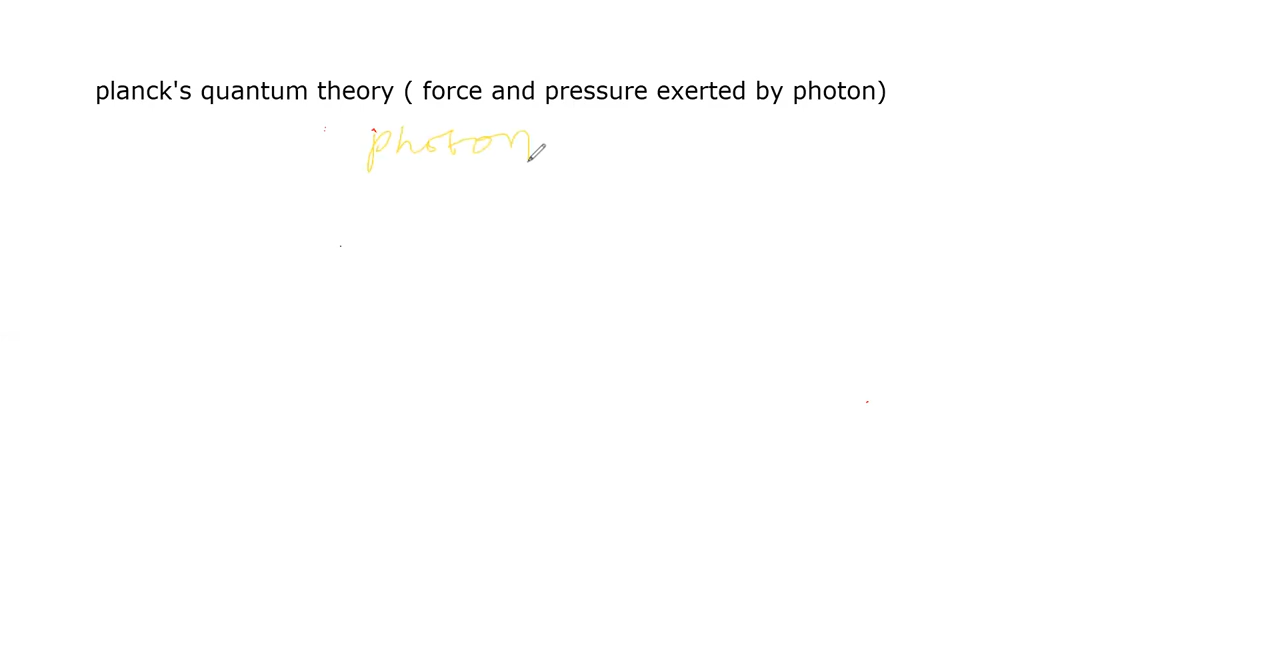 planck's quantum theory ( force and pressure exerted by photon)
photon